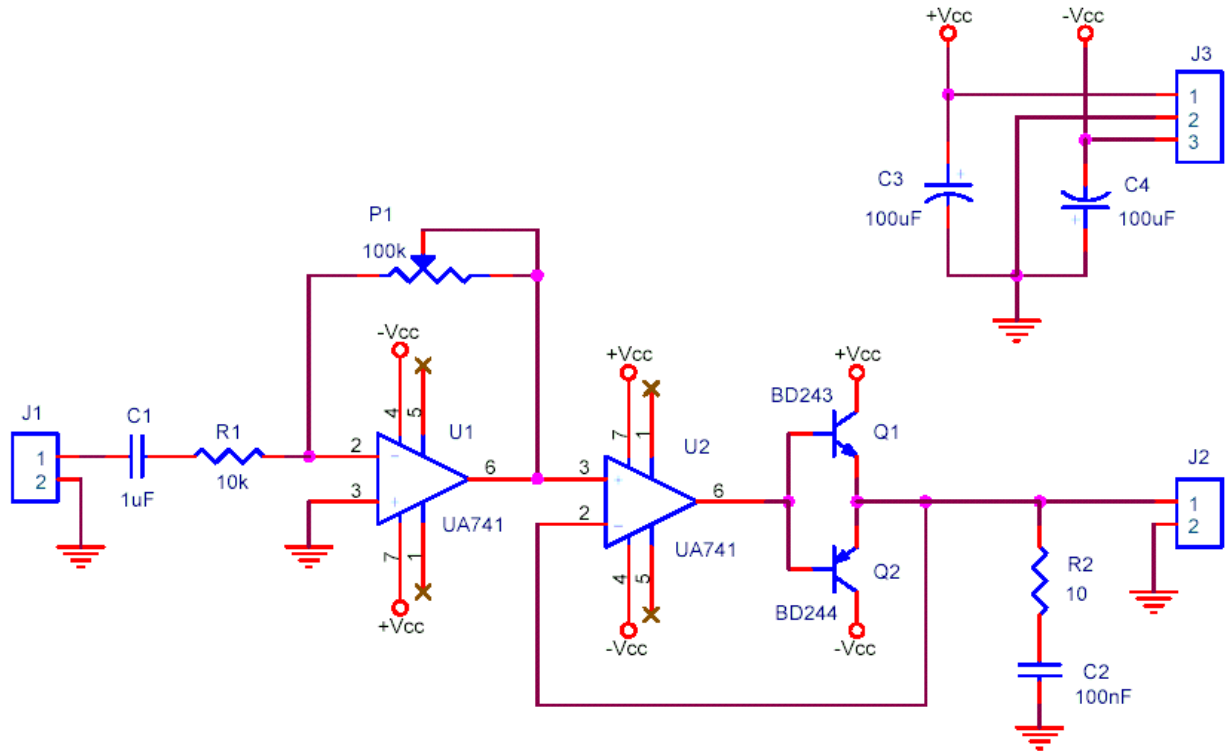 +Vcc
-Vcc
J3
1
2
3
C3
100uF
+
C4
100uF
+
P1
100k
-Vcc
4
5
+Vcc
7
1
+Vcc
BD243
J1
1
2
C1
1uF
R1
10k
2
−
3
+
U1
6
UA741
7
1
+Vcc
3
+
2
−
U2
6
UA741
4
5
-Vcc
Q1
Q2
BD244
-Vcc
J2
1
2
R2
10
C2
100nF